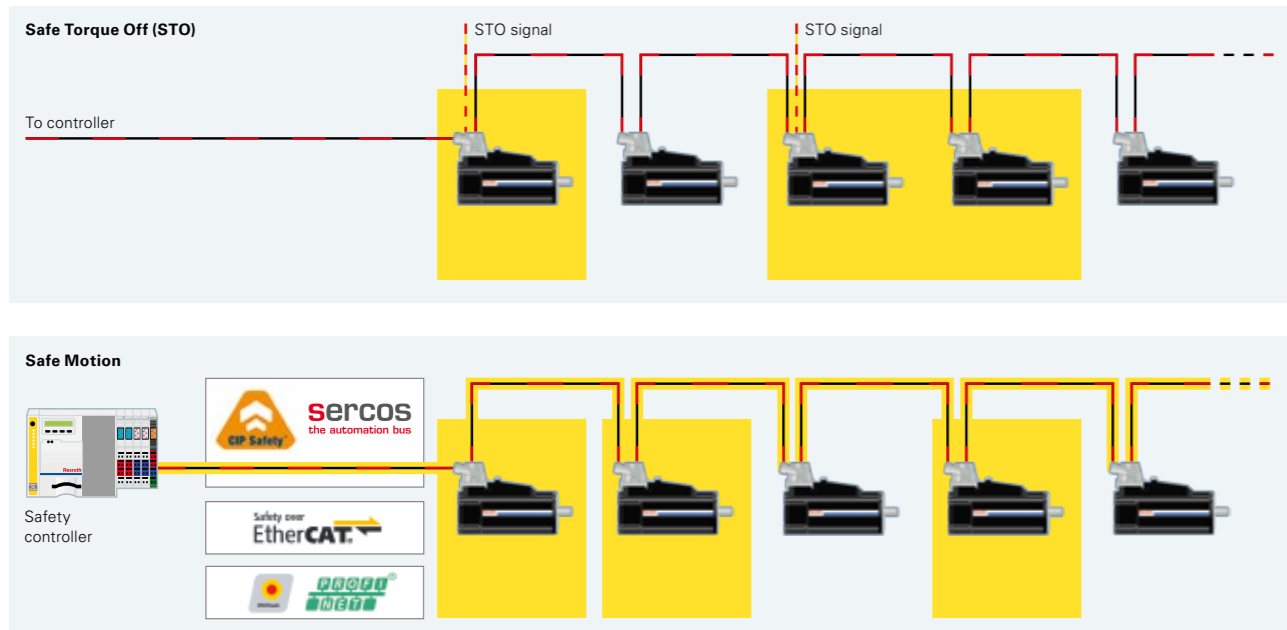 Safe Torque Off (STO)
STO signal
STO signal
To controller
Safe Motion
CIP Safety
sercos
the automation bus
Rexroth
Safety
controller
Safety over
EtherCAT.
PROFI
NET